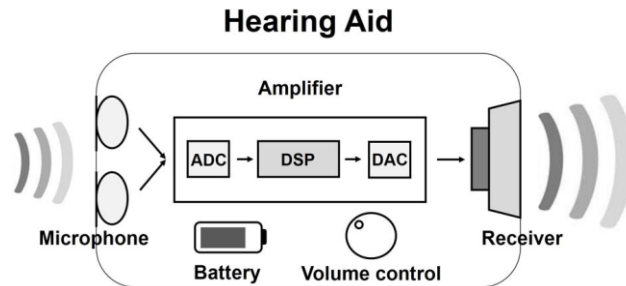 Hearing Aid
Amplifier
ADC
DSP
DAC
Microphone
Receiver
Battery
Volume control